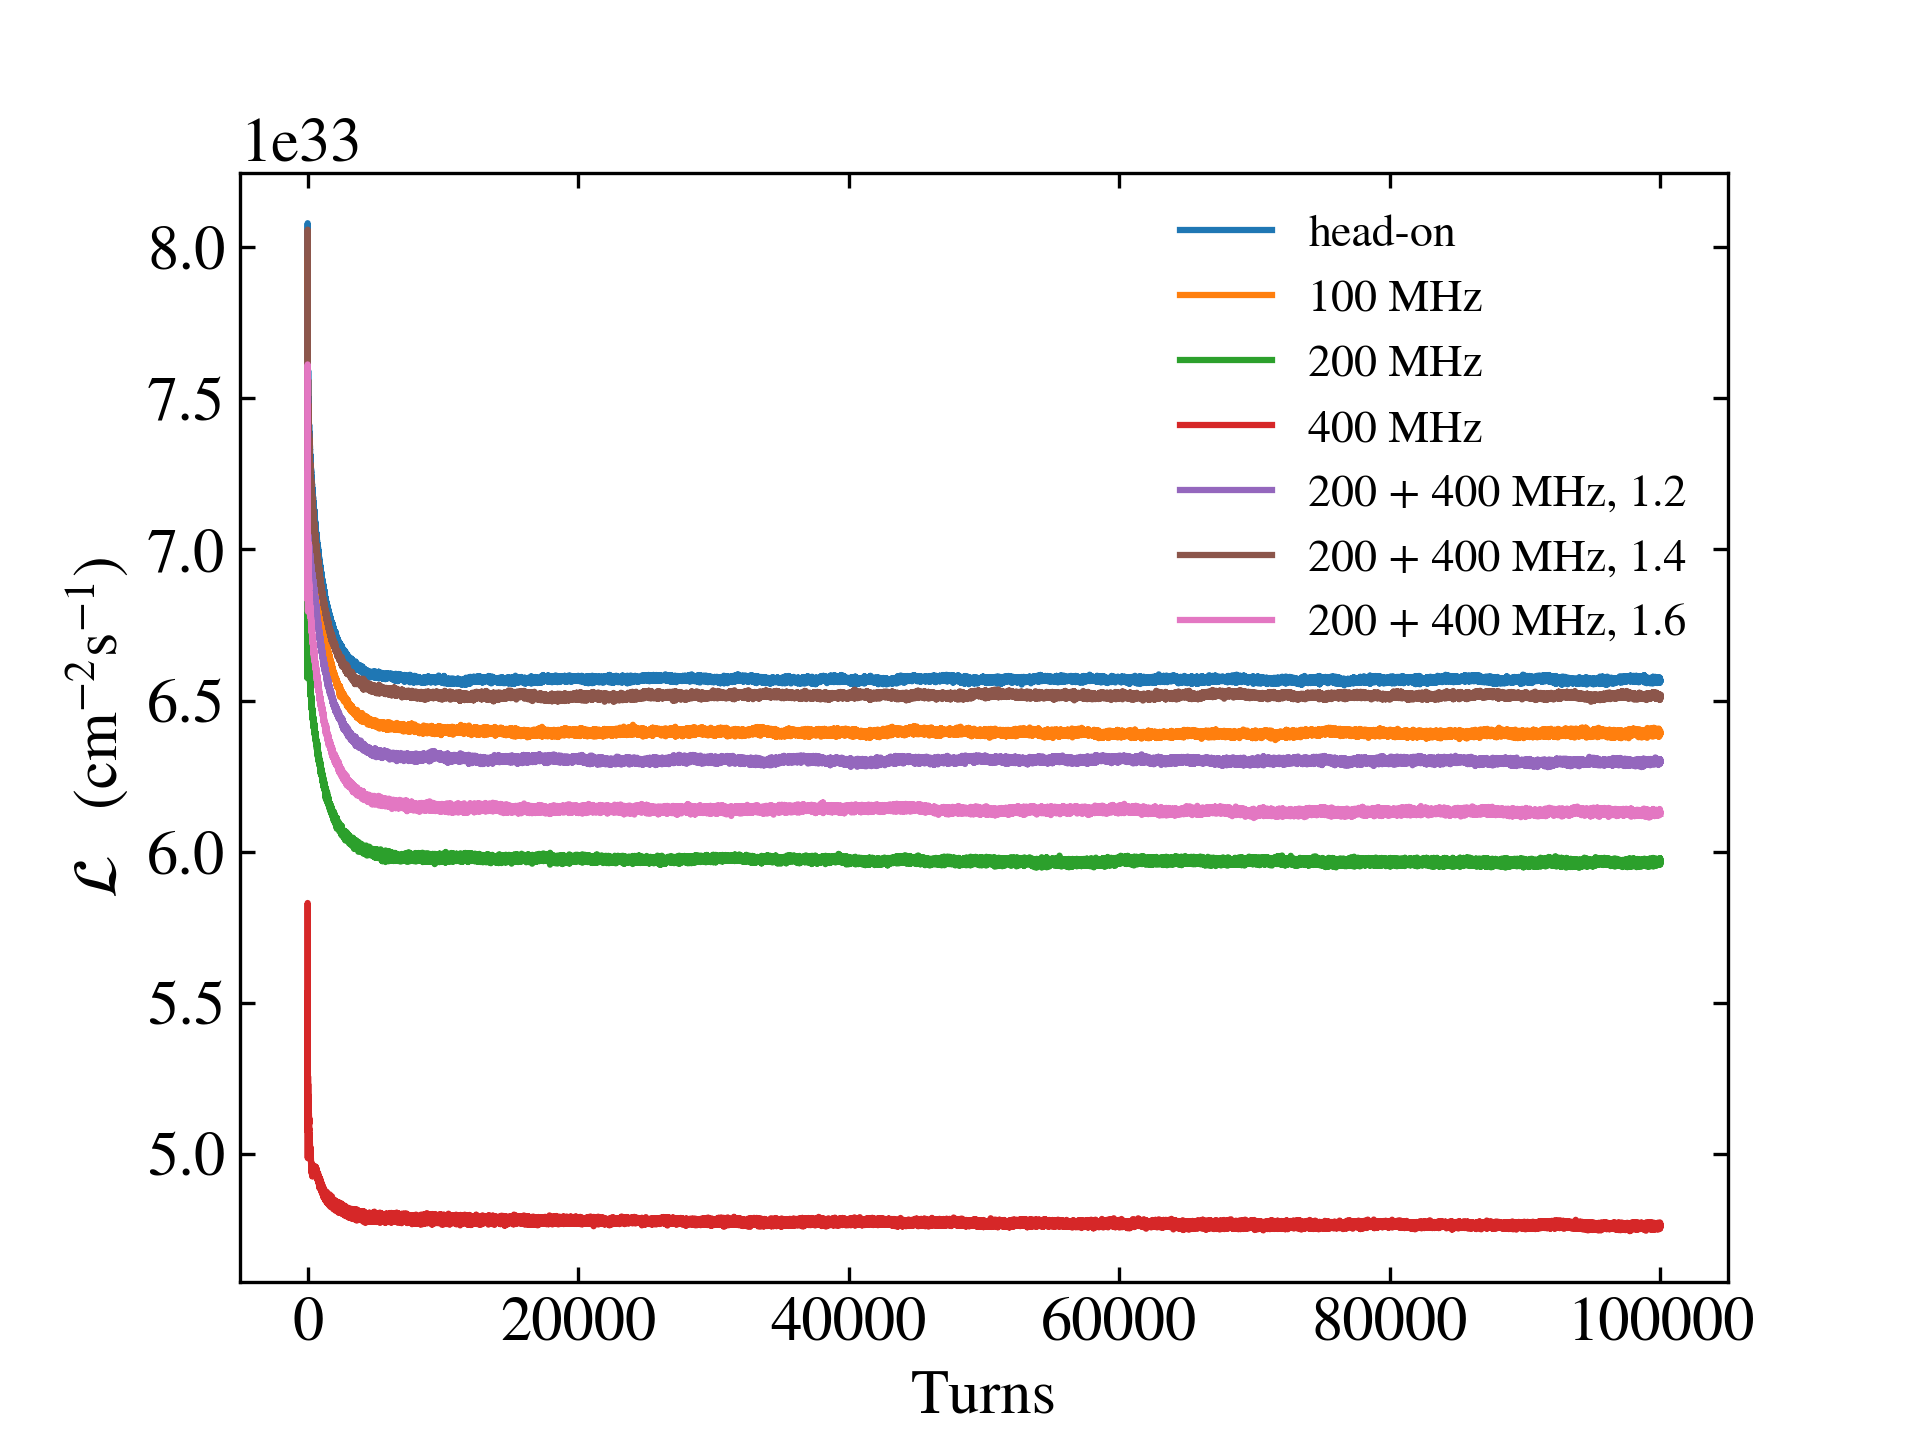 1e33
8.0
7.5
7.0
6.5
6.0
5.5
5.0
ℒ (cm⁻²s⁻¹)
head-on
100 MHz
200 MHz
400 MHz
200 + 400 MHz, 1.2
200 + 400 MHz, 1.4
200 + 400 MHz, 1.6
0 20000 40000 60000 80000 100000
Turns